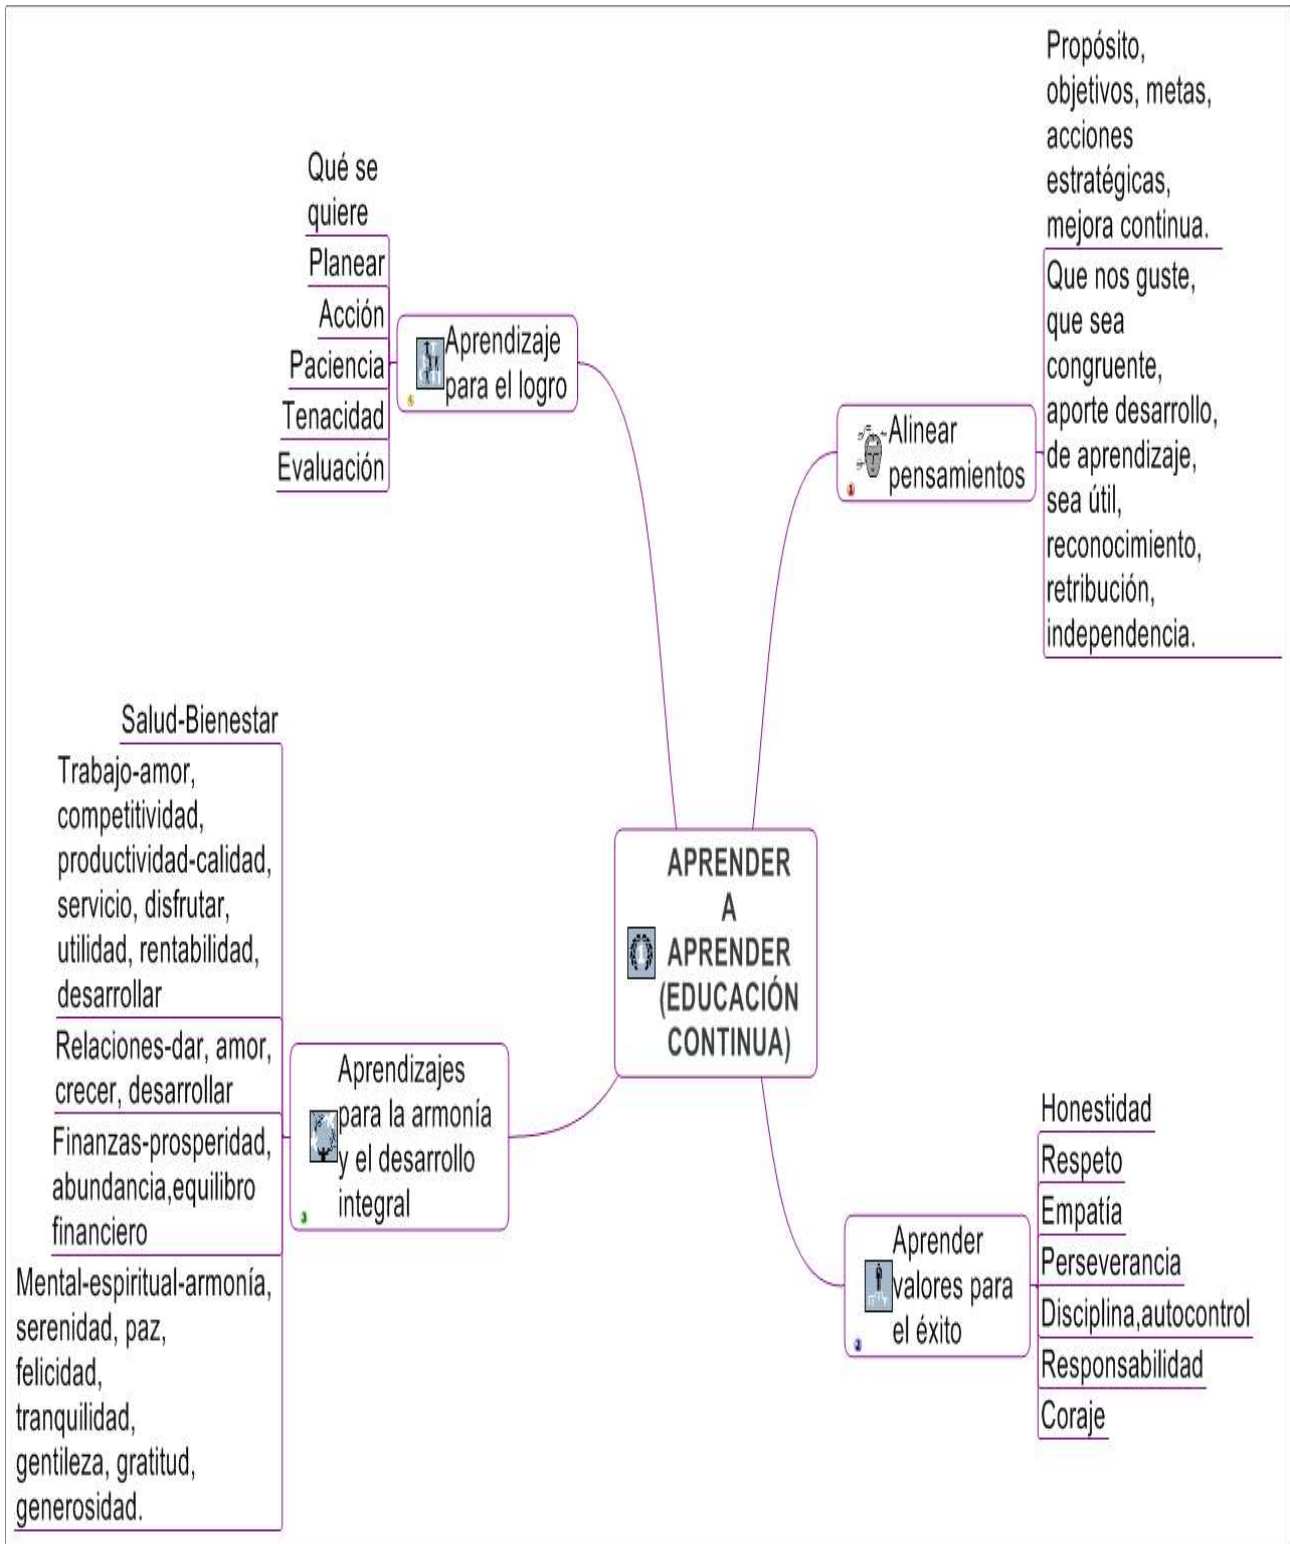 APRENDER
A
APRENDER
(EDUCACIÓN
CONTINUA)
Alinear
pensamientos
Propósito,
objetivos, metas,
acciones
estratégicas,
mejora continua.
Que nos guste,
que sea
congruente,
aporte desarrollo,
de aprendizaje,
sea útil,
reconocimiento,
retribución,
independencia.
Aprender
valores para
el éxito
Honestidad
Respeto
Empatía
Perseverancia
Disciplina,autocontrol
Responsabilidad
Coraje
Aprendizajes
para la armonía
y el desarrollo
integral
Salud-Bienestar
Trabajo-amor,
competitividad,
productividad-calidad,
servicio, disfrutar,
utilidad, rentabilidad,
desarrollar
Relaciones-dar, amor,
crecer, desarrollar
Finanzas-prosperidad,
abundancia,equilibro
financiero
Mental-espiritual-armonía,
serenidad, paz,
felicidad,
tranquilidad,
gentileza, gratitud,
generosidad.
Aprendizaje
para el logro
Qué se
quiere
Planear
Acción
Paciencia
Tenacidad
Evaluación